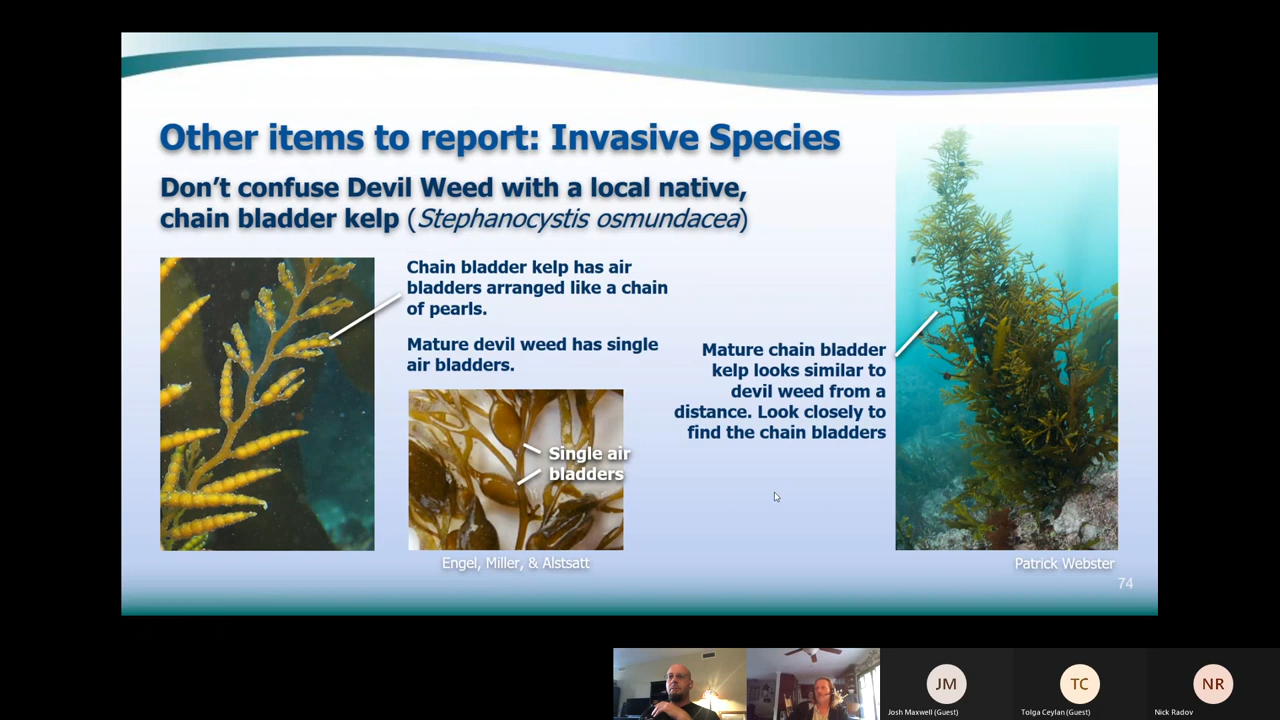 Other items to report: Invasive Species
Don't confuse Devil Weed with a local native,
chain bladder kelp (Stephanocystis osmundacea)
Chain bladder kelp has air
bladders arranged like a chain
of pearls.
Mature devil weed has single
air bladders.
Single air
bladders
Engel, Miller, & Alstsatt
Mature chain bladder
kelp looks similar to
devil weed from a
distance. Look closely to
find the chain bladders
Patrick Webster
74
JM
TC
NR
Josh Maxwell (Guest)
Tolga Ceylan (Guest)
Nick Radov